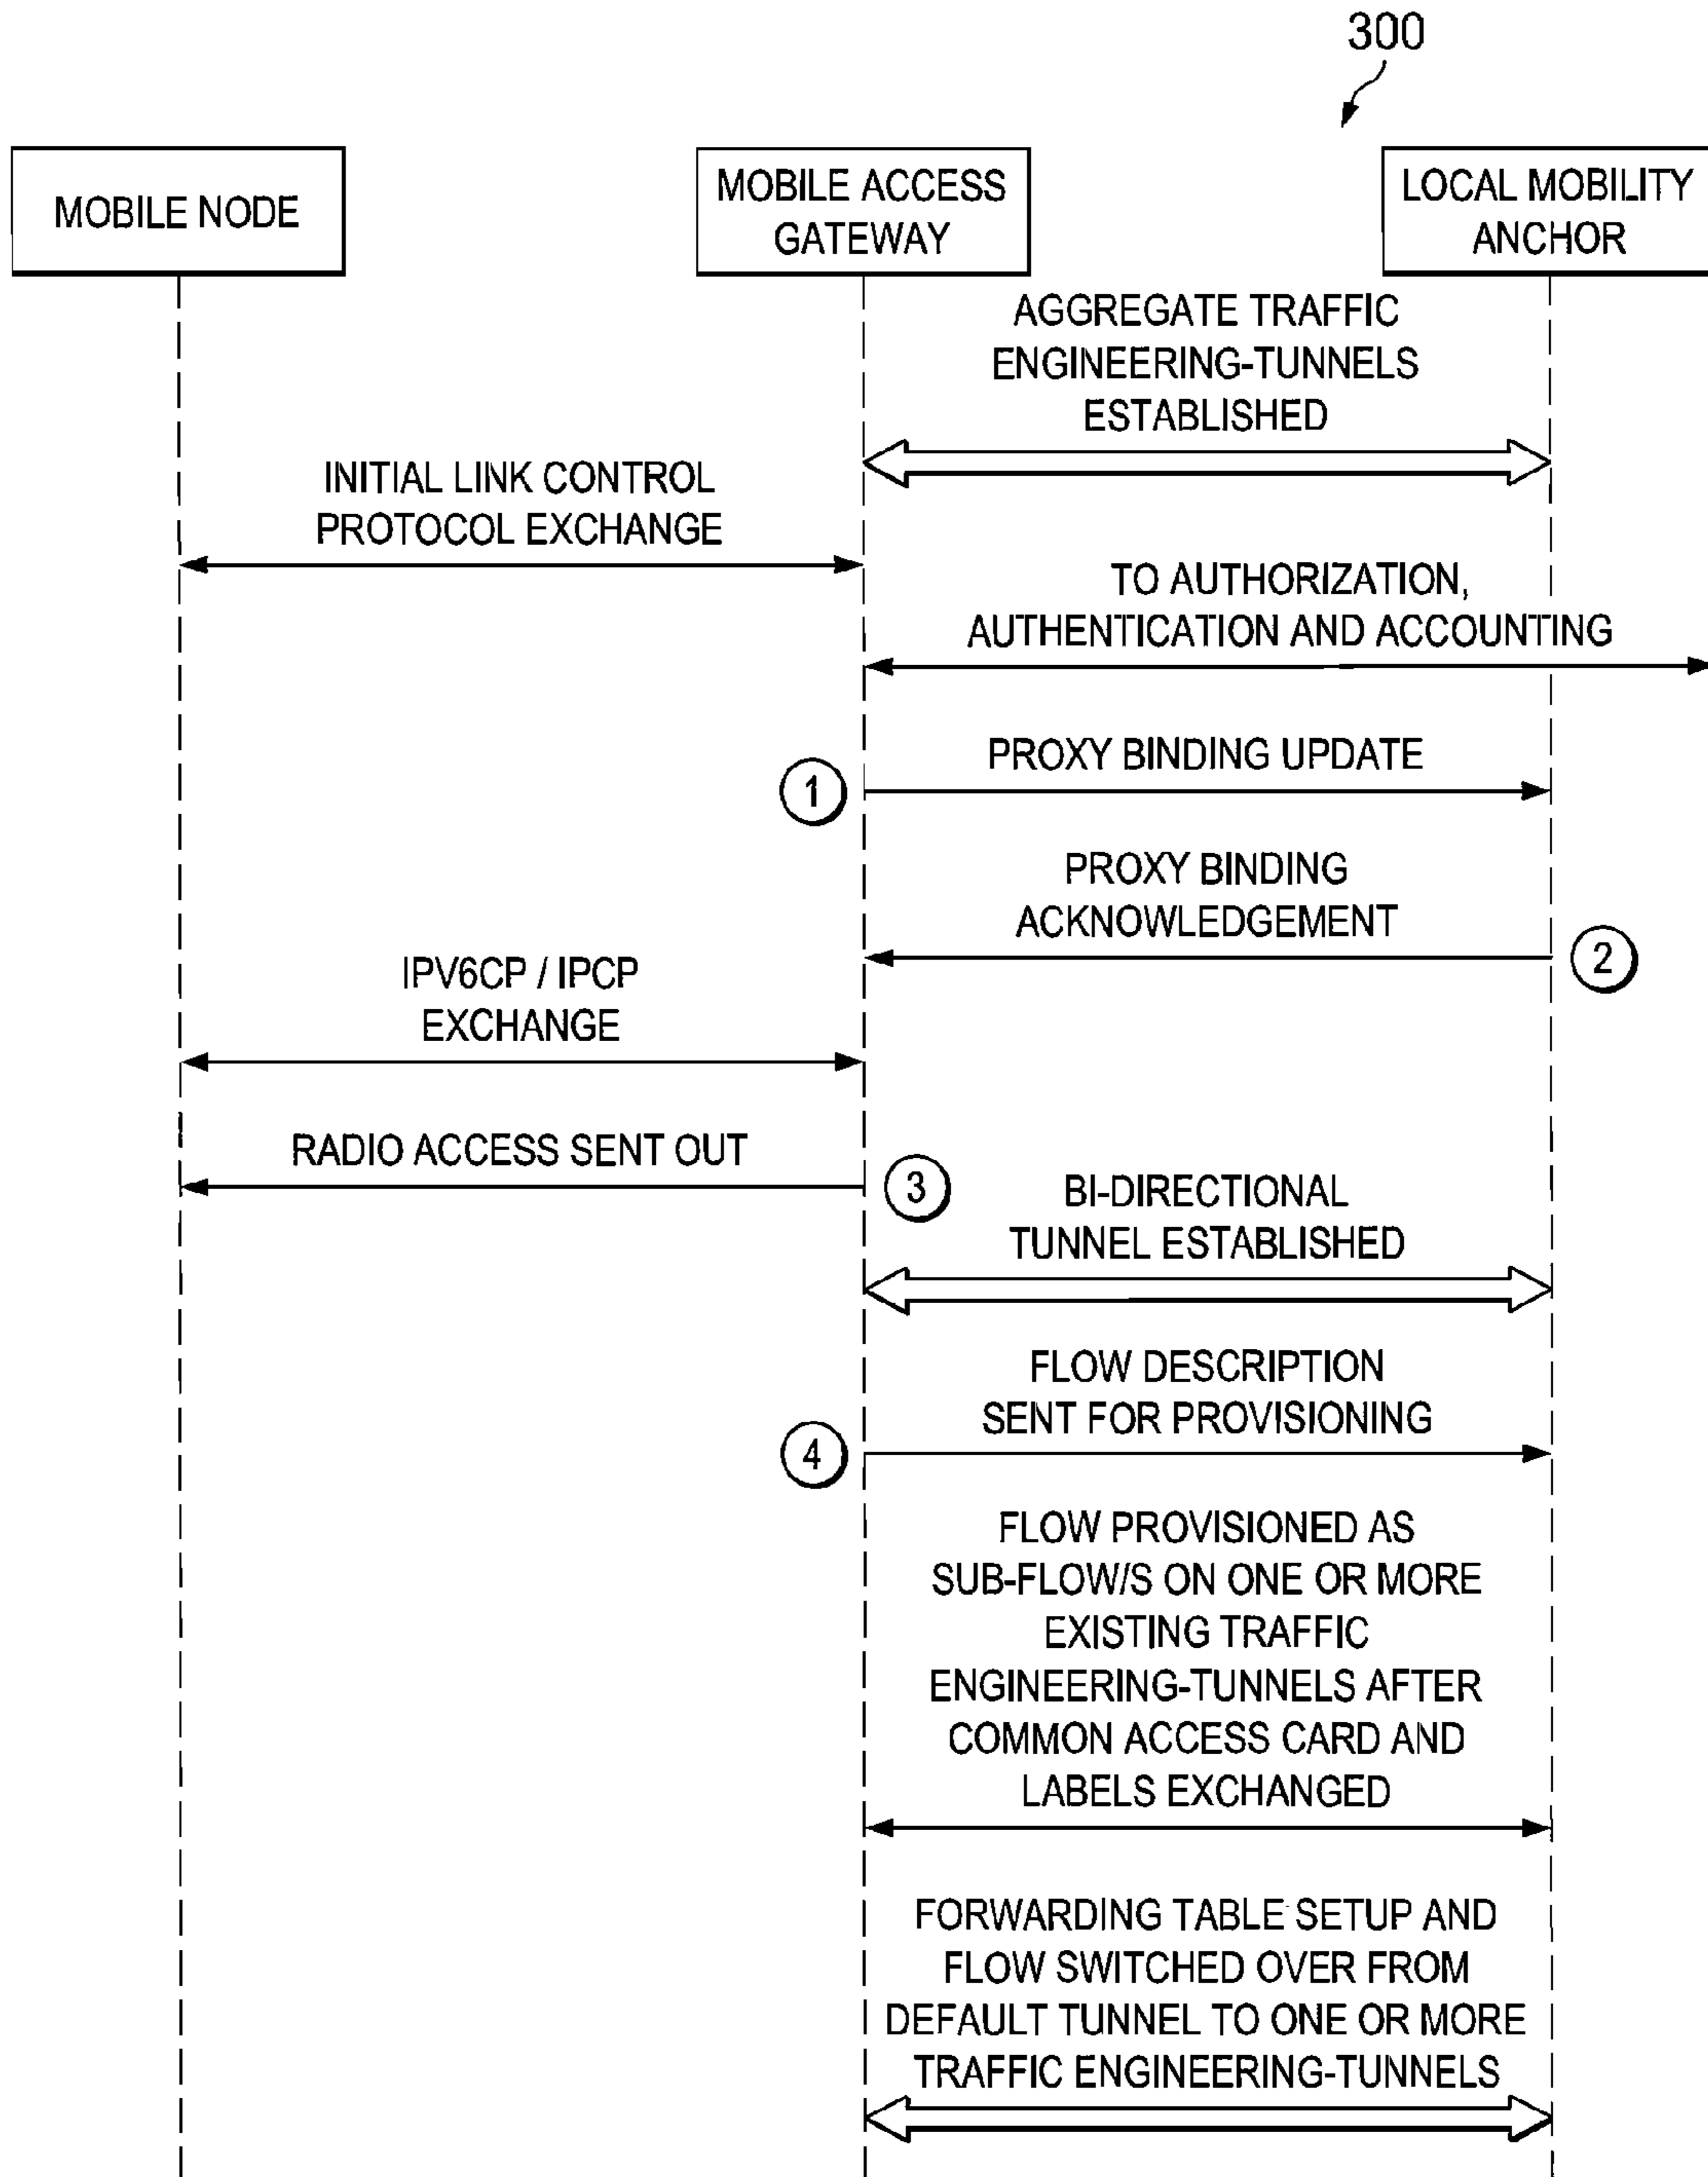 300
MOBILE NODE
MOBILE ACCESS
GATEWAY
LOCAL MOBILITY
ANCHOR
AGGREGATE TRAFFIC
ENGINEERING-TUNNELS
ESTABLISHED
INITIAL LINK CONTROL
PROTOCOL EXCHANGE
TO AUTHORIZATION,
AUTHENTICATION AND ACCOUNTING
PROXY BINDING UPDATE
1
PROXY BINDING
ACKNOWLEDGEMENT
2
IPV6CP / IPCP
EXCHANGE
RADIO ACCESS SENT OUT
3
BI-DIRECTIONAL
TUNNEL ESTABLISHED
FLOW DESCRIPTION
SENT FOR PROVISIONING
4
FLOW PROVISIONED AS
SUB-FLOW/S ON ONE OR MORE
EXISTING TRAFFIC
ENGINEERING-TUNNELS AFTER
COMMON ACCESS CARD AND
LABELS EXCHANGED
FORWARDING TABLE SETUP AND
FLOW SWITCHED OVER FROM
DEFAULT TUNNEL TO ONE OR MORE
TRAFFIC ENGINEERING-TUNNELS